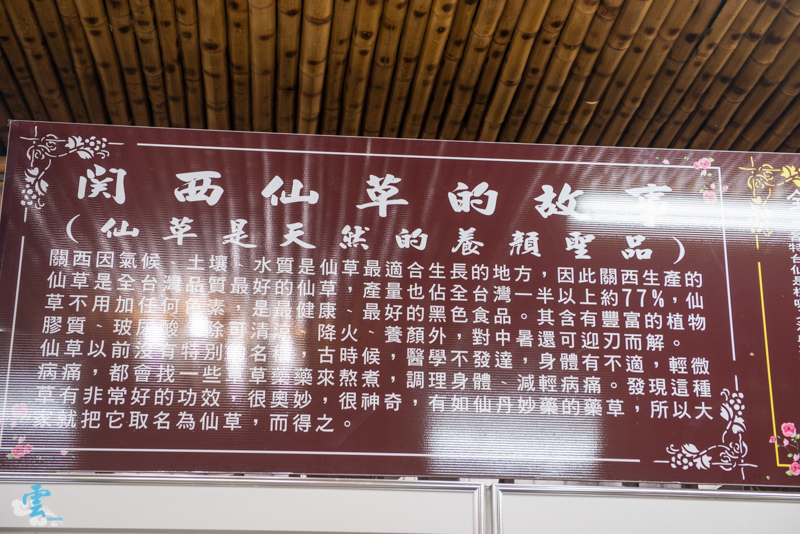 関西仙草的故事
(仙草是天然的養顏聖品)
關西因氣候、土壤、水質是仙草最適合生長的地方，因此關西生產的
仙草是全台灣品質最好的仙草，產量也佔全台灣一半以上約77%，仙
草不用加任何色素，是最健康、最好的黑色食品。其含有豐富的植物
膠質、玻尿酸 除可清涼、降火、養顏外，對中暑還可迎刃而解。
仙草以前沒有特別的名稱，古時候，醫學不發達，身體有不適，輕微
病痛，都會找一些青草藥藥來熬煮，調理身體、減輕病痛。發現這種
草有非常好的功效，很奧妙，很神奇，有如仙丹妙藥的藥草，所以大
家就把它取名為仙草，而得之。
雲